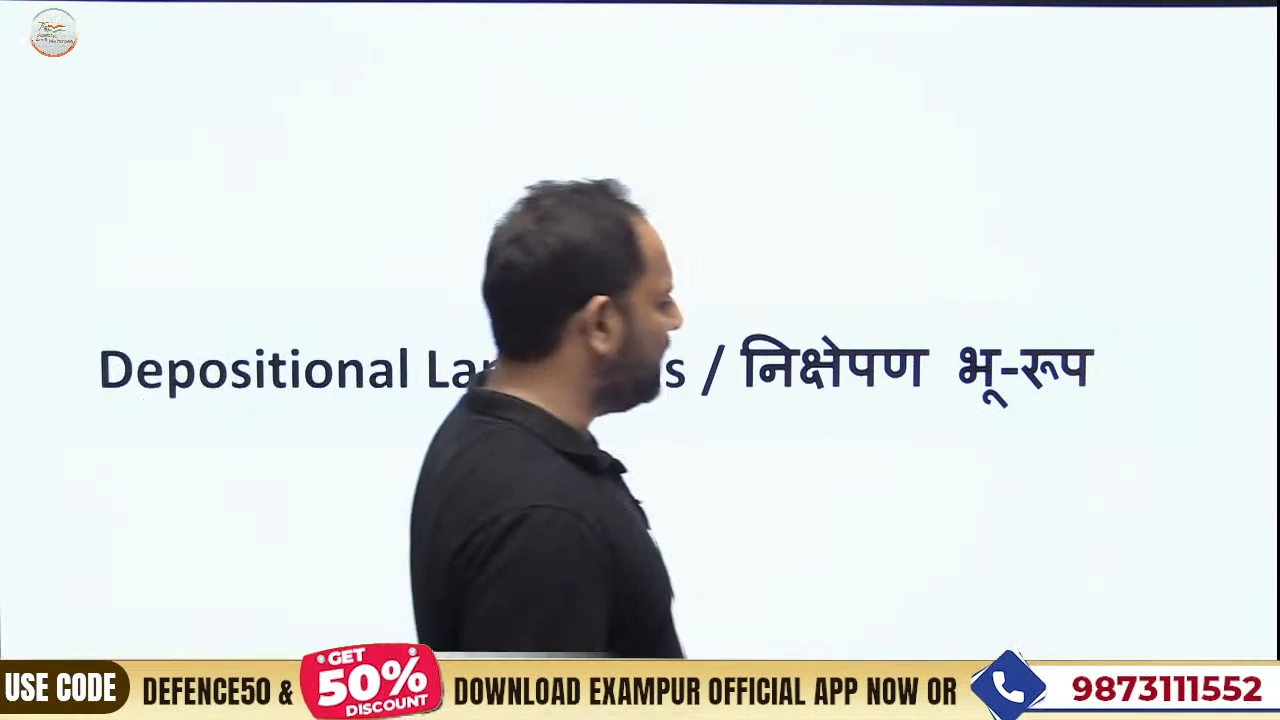 Depositional / निक्षेपण भू-रूप
USE CODE DEFENCE50 & GET 50% DISCOUNT DOWNLOAD EXAMPUR OFFICIAL APP NOW OR 9873111552